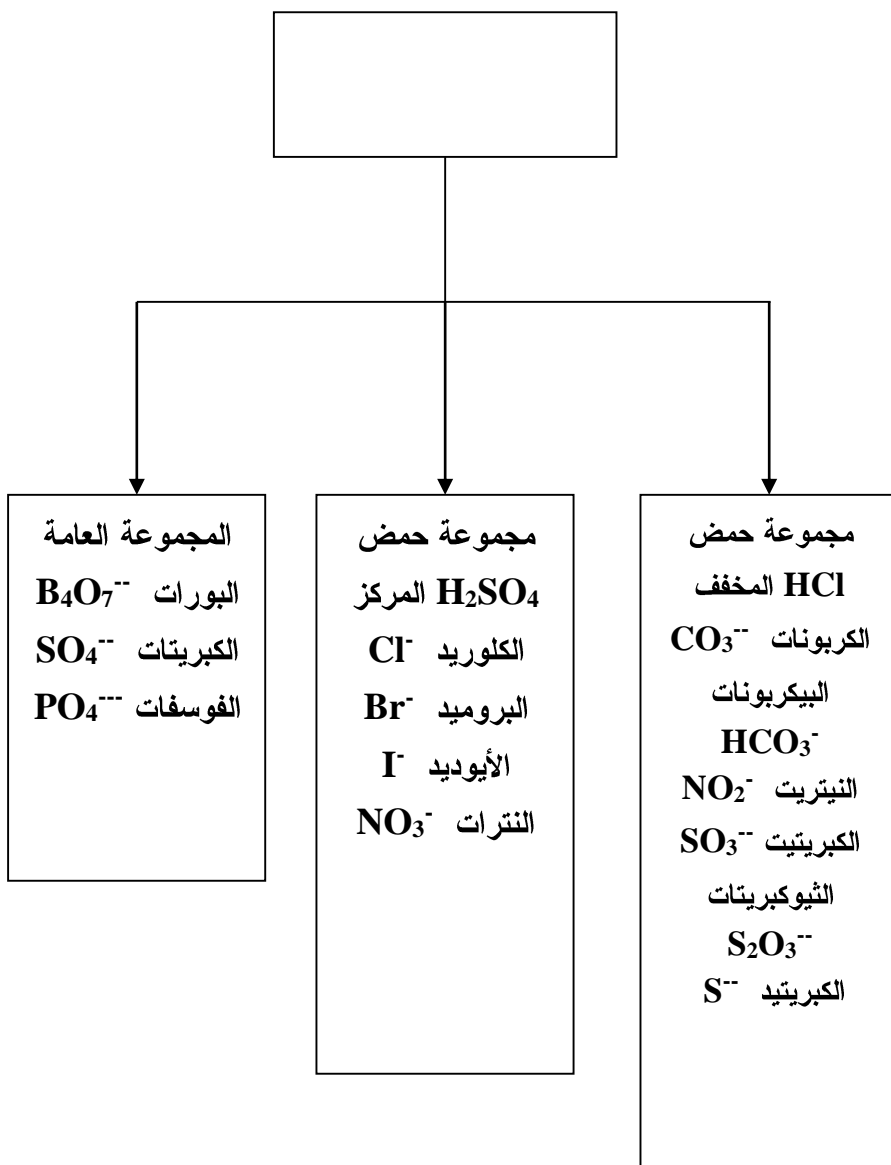 مجموعة حمض
HCl المخفف
الكربونات CO₃⁻⁻
البيكربونات
HCO₃⁻
النيتريت NO₂⁻
الكبريتيت SO₃⁻⁻
الثيوكبريتات
S₂O₃⁻⁻
الكبريتيد S⁻⁻
مجموعة حمض
H₂SO₄ المركز
الكلوريد Cl⁻
البروميد Br⁻
الأيوديد I⁻
النترات NO₃⁻
المجموعة العامة
البورات B₄O₇⁻⁻
الكبريتات SO₄⁻⁻
الفوسفات PO₄⁻⁻⁻